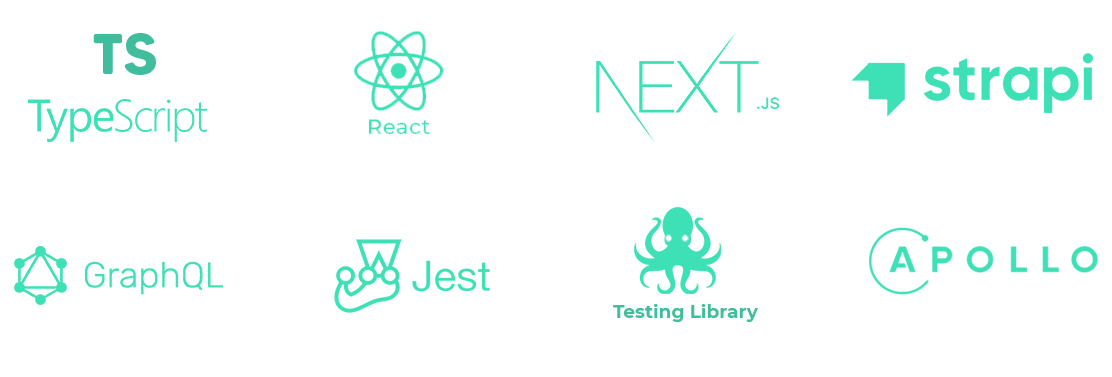 TS
TypeScript
React
NEXT.JS
strapi
GraphQL
Jest
Testing Library
APOLLO